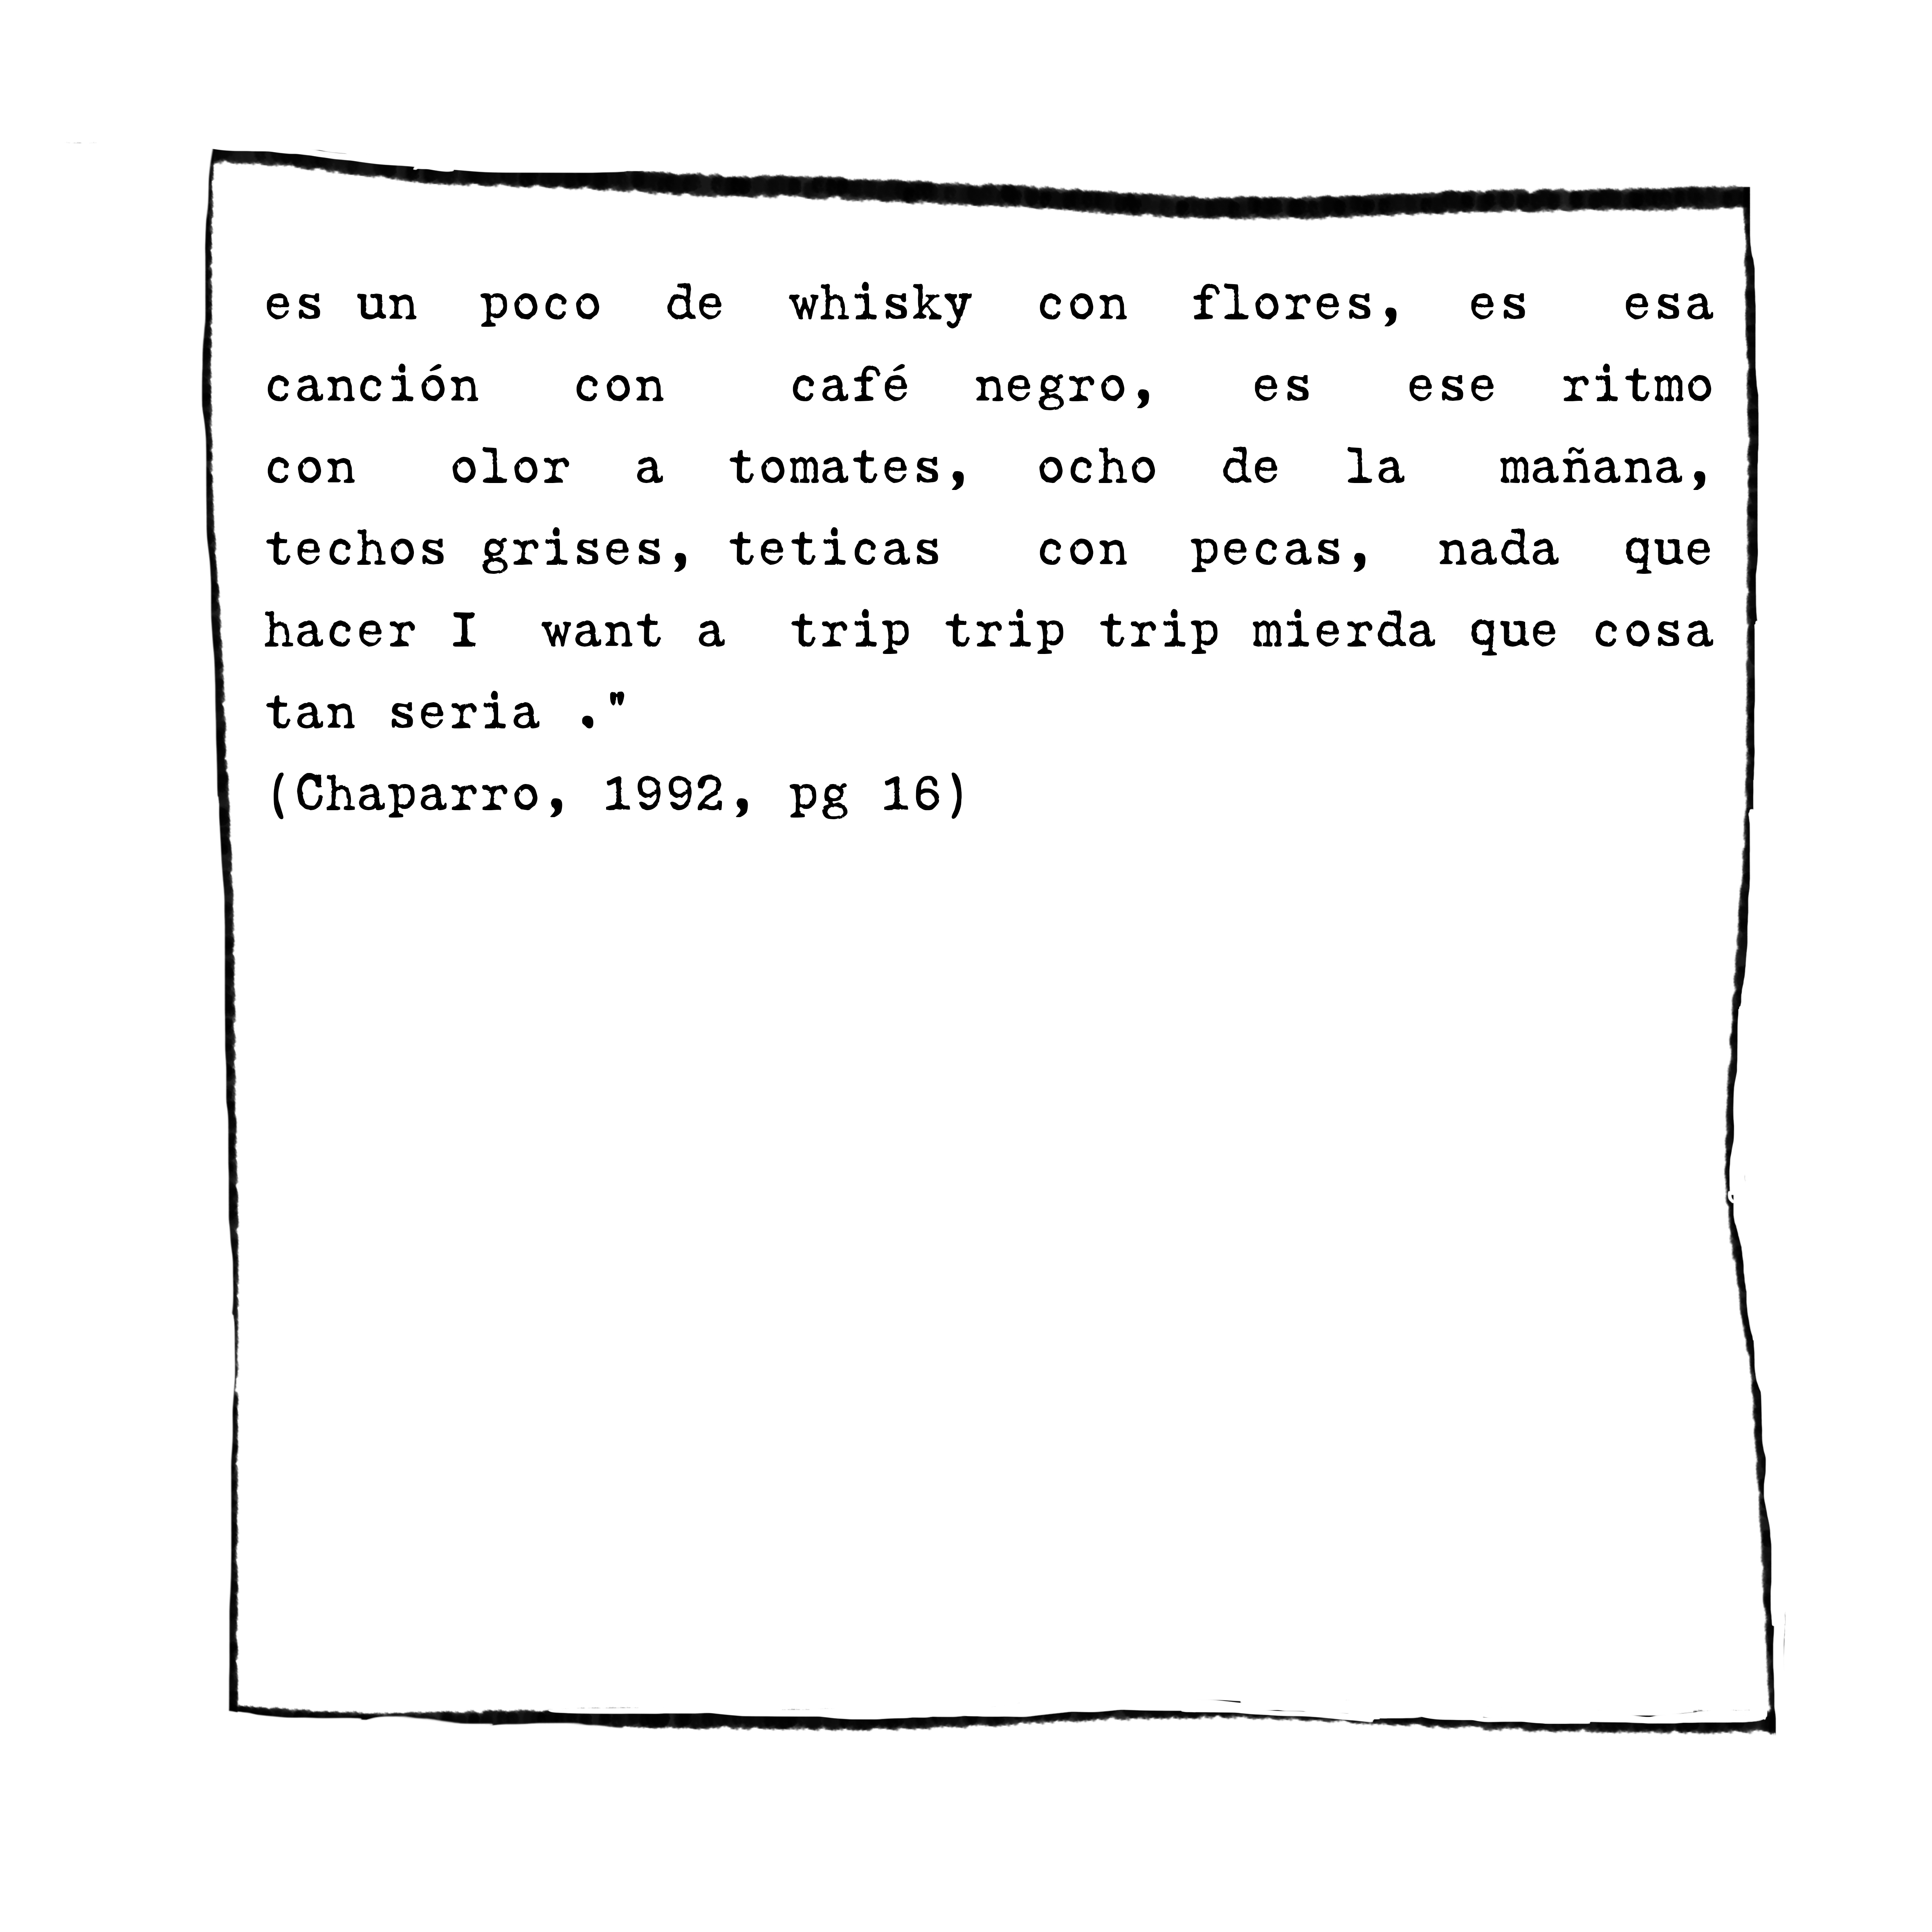 es un poco de whisky con flores, es esa
canción con café negro, es ese ritmo
con olor a tomates, ocho de la mañana,
techos grises, teticas con pecas, nada que
hacer I want a trip trip trip mierda que cosa
tan seria ."
(Chaparro, 1992, pg 16)